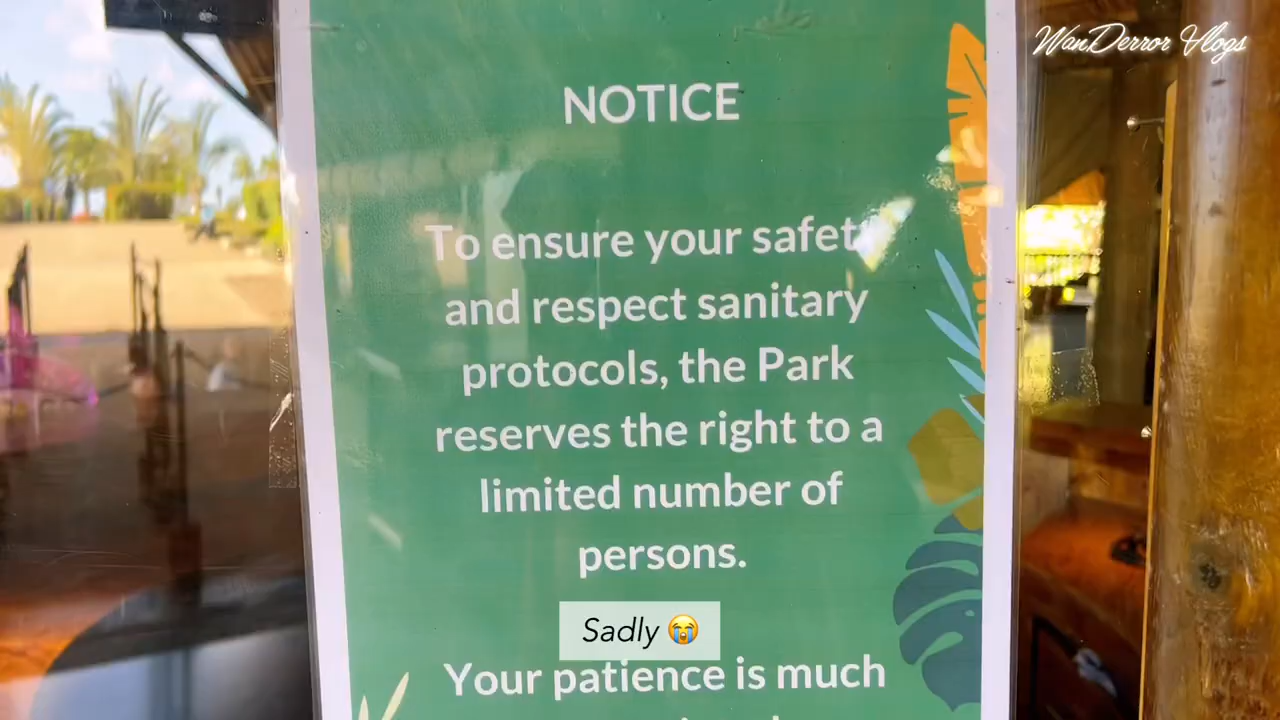 WanDerror Vlogs
NOTICE
To ensure your safety
and respect sanitary
protocols, the Park
reserves the right to a
limited number of
persons.
Sadly 😭
Your patience is much